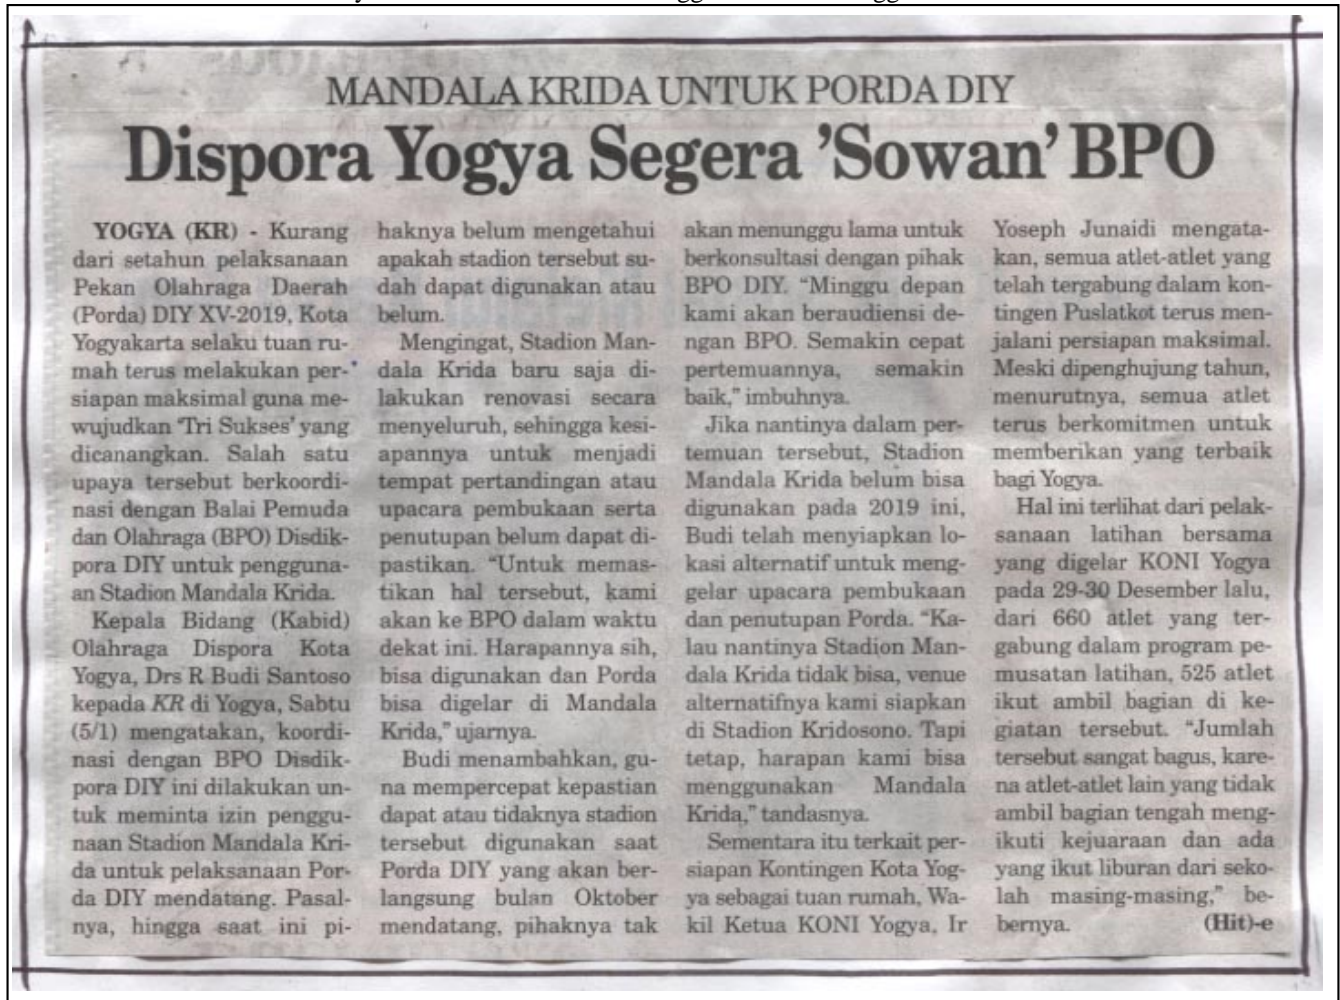 MANDALA KRIDA UNTUK PORDA DIY
Dispora Yogya Segera 'Sowan' BPO
YOGYA (KR) - Kurang
dari setahun pelaksanaan
Pekan Olahraga Daerah
(Porda) DIY XV-2019, Kota
Yogyakarta selaku tuan ru-
mah terus melakukan per-
siapan maksimal guna me-
wujudkan 'Tri Sukses' yang
dicanangkan. Salah satu
upaya tersebut berkoordi-
nasi dengan Balai Pemuda
dan Olahraga (BPO) Disdik-
pora DIY untuk pengguna-
an Stadion Mandala Krida.
Kepala Bidang (Kabid)
Olahraga Dispora Kota
Yogya, Drs R Budi Santoso
kepada KR di Yogya, Sabtu
(5/1) mengatakan, koordi-
nasi dengan BPO Disdik-
pora DIY ini dilakukan un-
tuk meminta izin penggu-
naan Stadion Mandala Kri-
da untuk pelaksanaan Por-
da DIY mendatang. Pasal-
nya, hingga saat ini pi-
haknya belum mengetahui
apakah stadion tersebut su-
dah dapat digunakan atau
belum.
Mengingat, Stadion Man-
dala Krida baru saja di-
lakukan renovasi secara
menyeluruh, sehingga kesi-
apannya untuk menjadi
tempat pertandingan atau
upacara pembukaan serta
penutupan belum dapat di-
pastikan. "Untuk memas-
tikan hal tersebut, kami
akan ke BPO dalam waktu
dekat ini. Harapannya sih,
bisa digunakan dan Porda
bisa digelar di Mandala
Krida," ujarnya.
Budi menambahkan, gu-
na mempercepat kepastian
dapat atau tidaknya stadion
tersebut digunakan saat
Porda DIY yang akan ber-
langsung bulan Oktober
mendatang, pihaknya tak
akan menunggu lama untuk
berkonsultasi dengan pihak
BPO DIY. "Minggu depan
kami akan beraudiensi de-
ngan BPO. Semakin cepat
pertemuannya, semakin
baik," imbuhnya.
Jika nantinya dalam per-
temuan tersebut, Stadion
Mandala Krida belum bisa
digunakan pada 2019 ini,
Budi telah menyiapkan lo-
kasi alternatif untuk meng-
gelar upacara pembukaan
dan penutupan Porda. "Ka-
lau nantinya Stadion Man-
dala Krida tidak bisa, venue
alternatifnya kami siapkan
di Stadion Kridosono. Tapi
tetap, harapan kami bisa
menggunakan Mandala
Krida," tandasnya.
Sementara itu terkait per-
siapan Kontingen Kota Yog-
ya sebagai tuan rumah, Wa-
kil Ketua KONI Yogya, Ir
Yoseph Junaidi mengata-
kan, semua atlet-atlet yang
telah tergabung dalam kon-
tingen Puslatkot terus men-
jalani persiapan maksimal.
Meski dipenghujung tahun,
menurutnya, semua atlet
terus berkomitmen untuk
memberikan yang terbaik
bagi Yogya.
Hal ini terlihat dari pelak-
sanaan latihan bersama
yang digelar KONI Yogya
pada 29-30 Desember lalu,
dari 660 atlet yang ter-
gabung dalam program pe-
musatan latihan, 525 atlet
ikut ambil bagian di ke-
giatan tersebut. "Jumlah
tersebut sangat bagus, kare-
na atlet-atlet lain yang tidak
ambil bagian tengah meng-
ikuti kejuaraan dan ada
yang ikut liburan dari seko-
lah masing-masing," be-
bernya. (Hit)-e